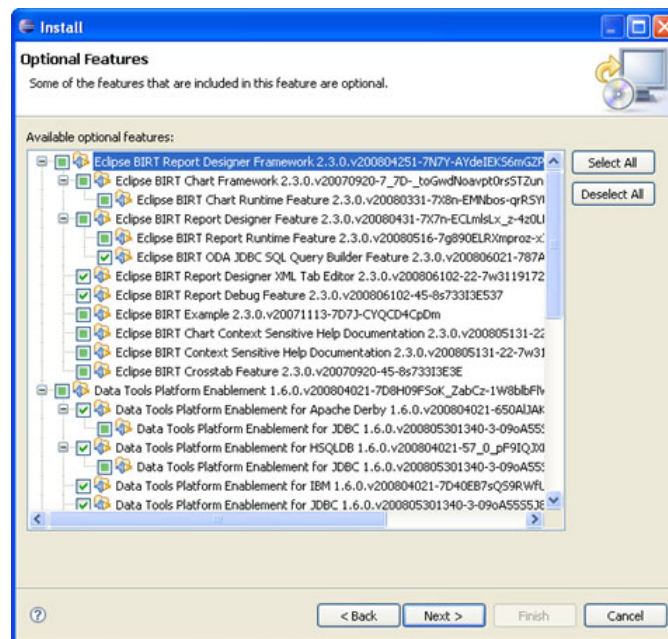 Install
Optional Features
Some of the features that are included in this feature are optional.
Available optional features:
Eclipse BIRT Report Designer Framework 2.3.0.v200804251-7N7Y-AYdeIEKS6mGZP
Select All
Eclipse BIRT Chart Framework 2.3.0.v20070920-7_7D-_toGwdNoavpt0rsSTZun
Eclipse BIRT Chart Runtime Feature 2.3.0.v20080331-7X8n-EMNbos-qrRSYU
Deselect All
Eclipse BIRT Report Designer Feature 2.3.0.v20080431-7X7n-ECLmlsLx_z-4z0LI
Eclipse BIRT Report Runtime Feature 2.3.0.v20080516-7g890ELRXmproz-x
Eclipse BIRT ODA JDBC SQL Query Builder Feature 2.3.0.v200806021-787A
Eclipse BIRT Report Designer XML Tab Editor 2.3.0.v200806102-22-7w3119172
Eclipse BIRT Report Debug Feature 2.3.0.v200806102-45-8s733I3E537
Eclipse BIRT Example 2.3.0.v20071113-7D7J-CYQCD4CpDm
Eclipse BIRT Chart Context Sensitive Help Documentation 2.3.0.v200805131-22
Eclipse BIRT Context Sensitive Help Documentation 2.3.0.v200805131-22-7w31
Eclipse BIRT Crosstab Feature 2.3.0.v20070920-45-8s733I3E3E
Data Tools Platform Enablement 1.6.0.v200804021-7D8H09FSoK_ZabCz-1W8blbFlV
Data Tools Platform Enablement for Apache Derby 1.6.0.v200804021-650AlJAK
Data Tools Platform Enablement for JDBC 1.6.0.v200805301340-3-09oA555
Data Tools Platform Enablement for HSQLDB 1.6.0.v200804021-57_0_pF9IQJXI
Data Tools Platform Enablement for JDBC 1.6.0.v200805301340-3-09oA555
Data Tools Platform Enablement for IBM 1.6.0.v200804021-7D40EB7sQS9RWfL
Data Tools Platform Enablement for JDBC 1.6.0.v200805301340-3-09oA55S5J8
< Back
Next >
Finish
Cancel